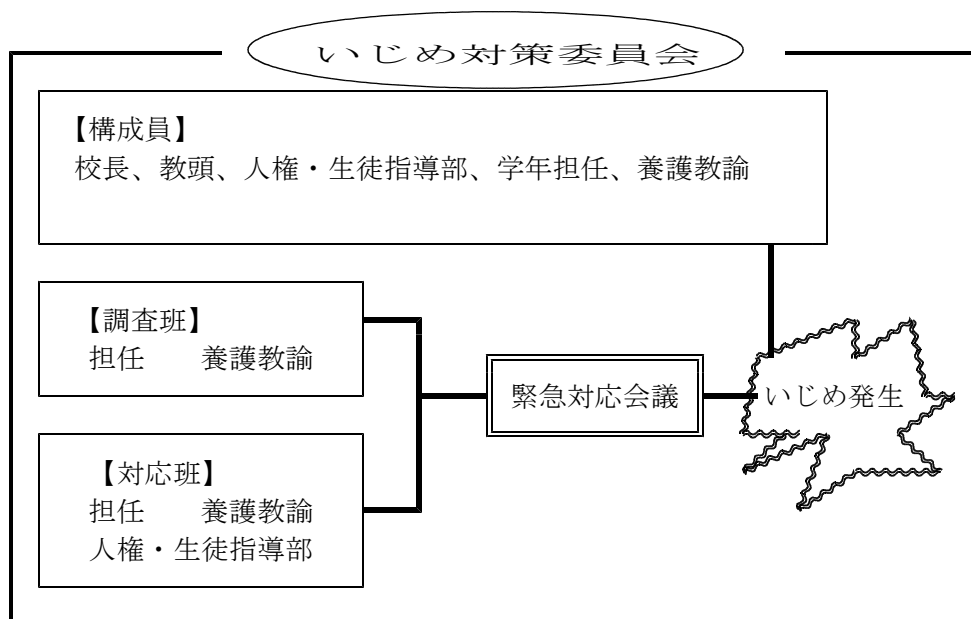 いじめ対策委員会
【構成員】
校長、教頭、人権・生徒指導部、学年担任、養護教諭
【調査班】
担任　　養護教諭
緊急対応会議
いじめ発生
【対応班】
担任　　養護教諭
人権・生徒指導部